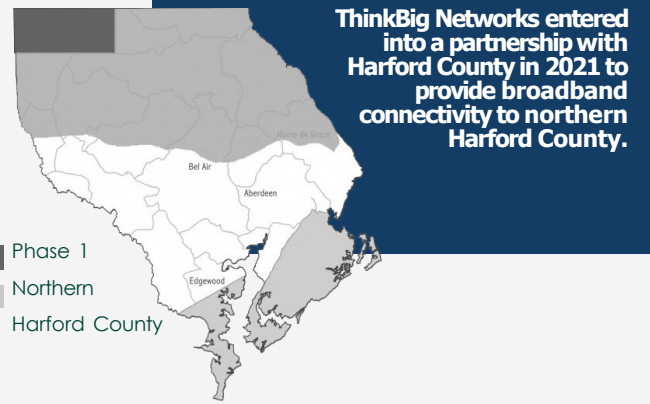 ThinkBig Networks entered
into a partnership with
Harford County in 2021 to
provide broadband
connectivity to northern
Harford County.
Havre de Grace
Bel Air
Aberdeen
Edgewood
Phase 1
Northern
Harford County